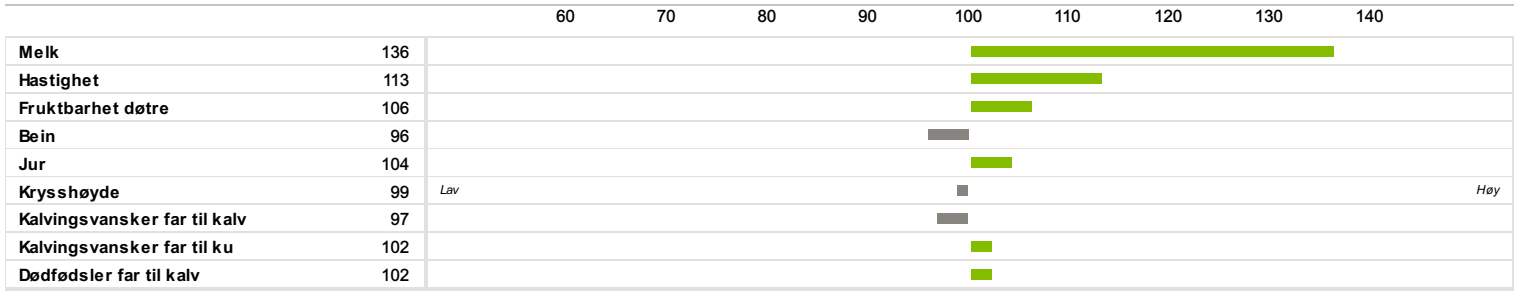 60 70 80 90 100 110 120 130 140
Melk 136
Hastighet 113
Fruktbarhet døtre 106
Bein 96
Jur 104
Krysshøyde 99 Lav Høy
Kalvingsvansker far til kalv 97
Kalvingsvansker far til ku 102
Dødfødsler far til kalv 102